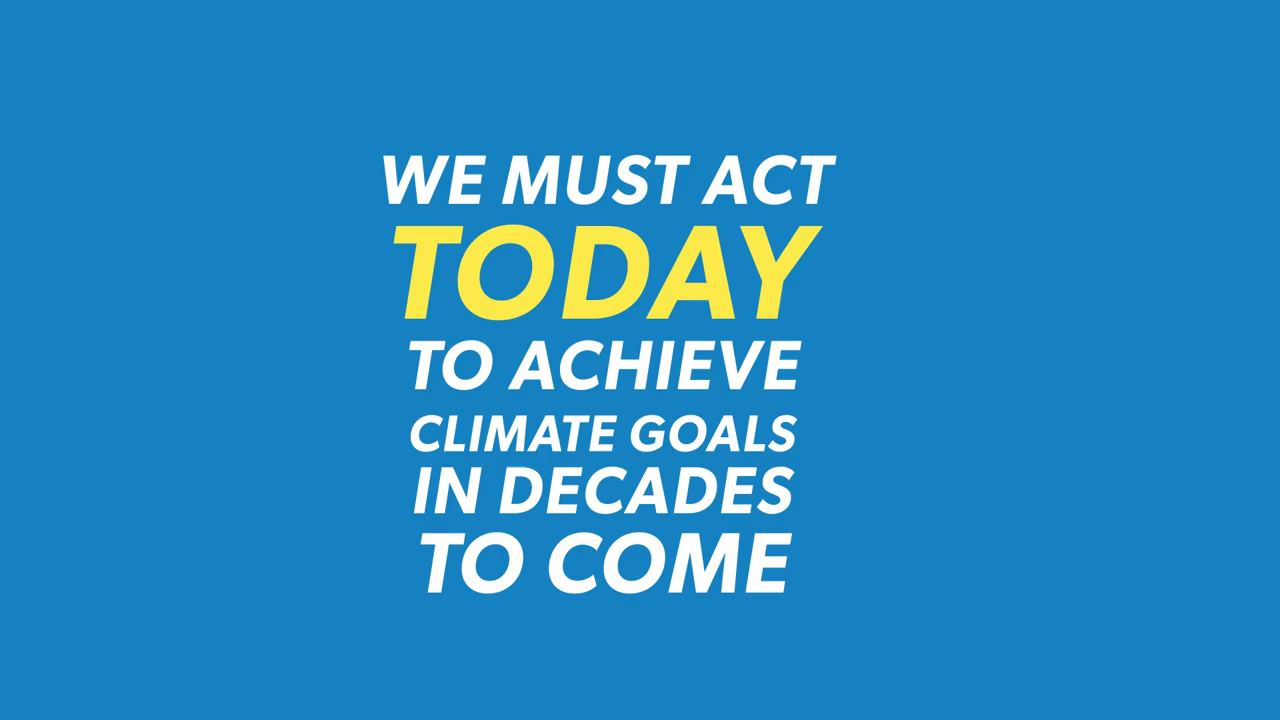 WE MUST ACT
TODAY
TO ACHIEVE
CLIMATE GOALS
IN DECADES
TO COME